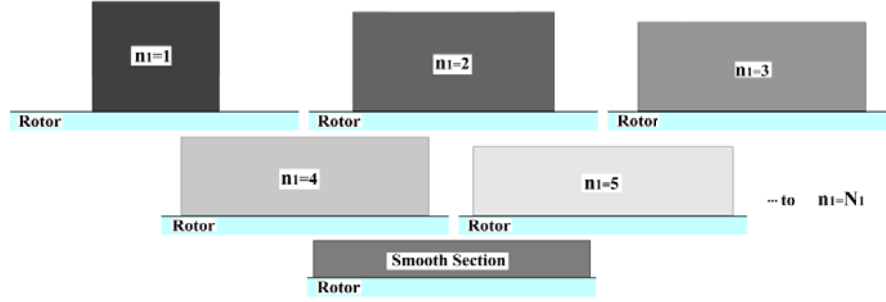 n1=1
n1=2
n1=3
Rotor
Rotor
Rotor
n1=4
n1=5
... to n1=N1
Rotor
Rotor
Smooth Section
Rotor